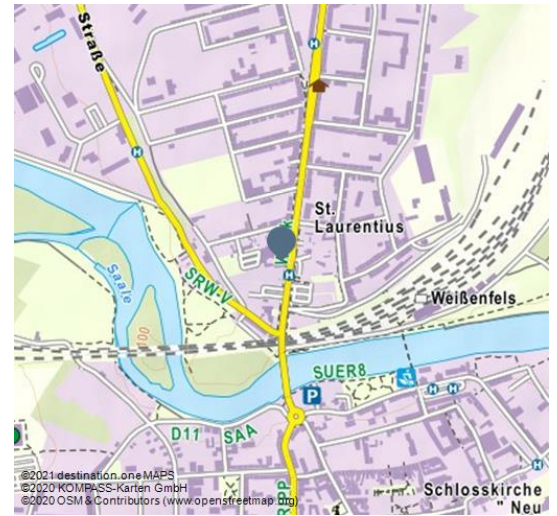 Straße
H
H
St.
Laurentius
H
Saale
SRW-V
Weißenfels
100
SUER8
P
H
H
D11
SAA
Schlosskirche
" Neu
©2021 destination.one MAPS
©2020 KOMPASS-Karten GmbH
©2020 OSM & Contributors (www.openstreetmap.org)